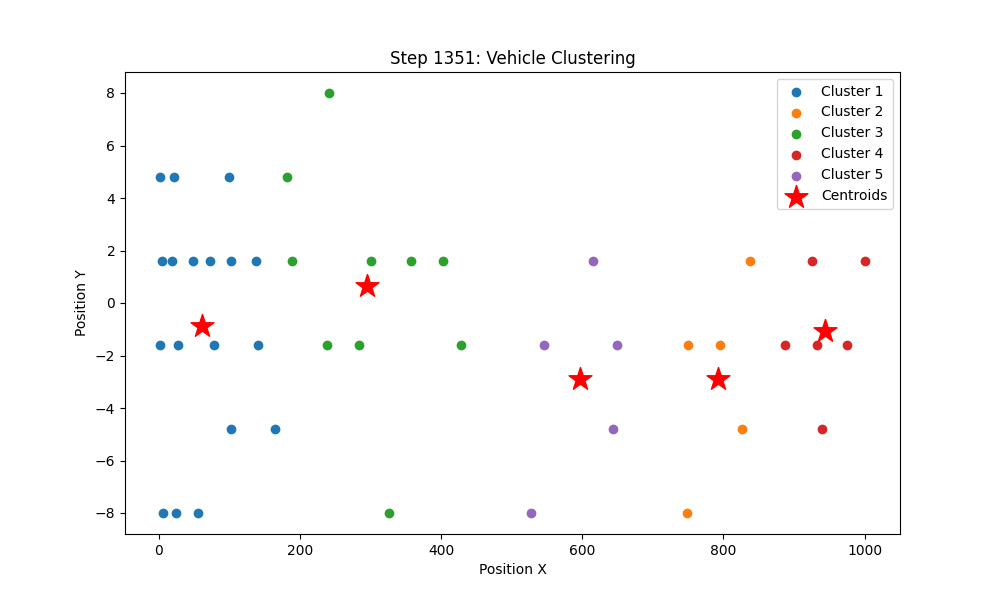 Step 1351: Vehicle Clustering
Position Y
8
6
4
2
0
−2
−4
−6
−8
Cluster 1
Cluster 2
Cluster 3
Cluster 4
Cluster 5
Centroids
0 200 400 600 800 1000
Position X